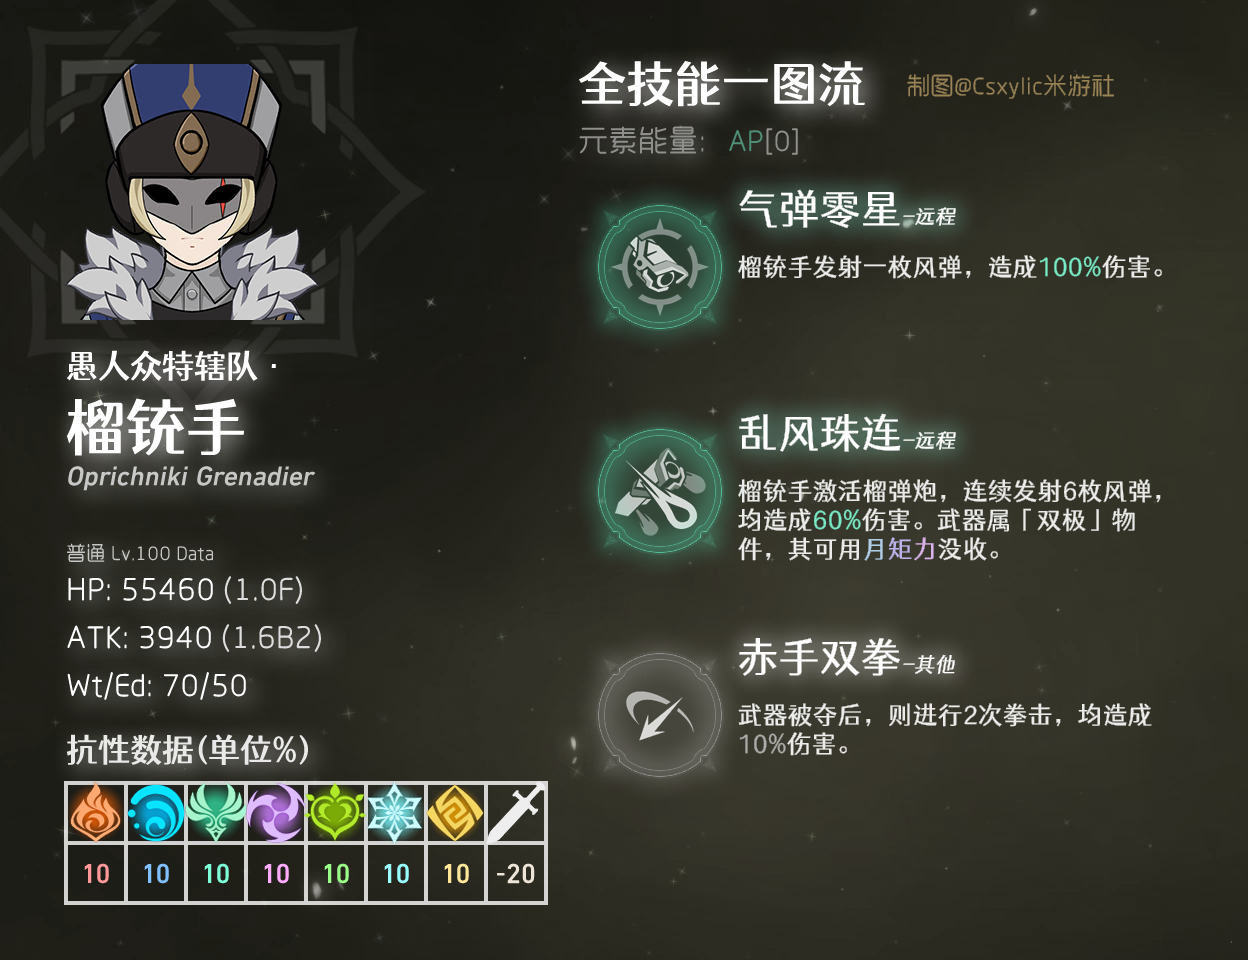 全技能一图流
制图@Csxylic米游社
元素能量: AP[0]
气弹零星-远程
榴铳手发射一枚风弹，造成100%伤害。
乱风珠连-远程
榴铳手激活榴弹炮，连续发射6枚风弹，
均造成60%伤害。武器属「双极」物
件，其可用月矩力没收。
赤手双拳-其他
武器被夺后，则进行2次拳击，均造成
10%伤害。
愚人众特辖队·
榴铳手
Oprichniki Grenadier
普通 Lv.100 Data
HP: 55460 (1.0F)
ATK: 3940 (1.6B2)
Wt/Ed: 70/50
抗性数据(单位%)
10 10 10 10 10 10 10 -20